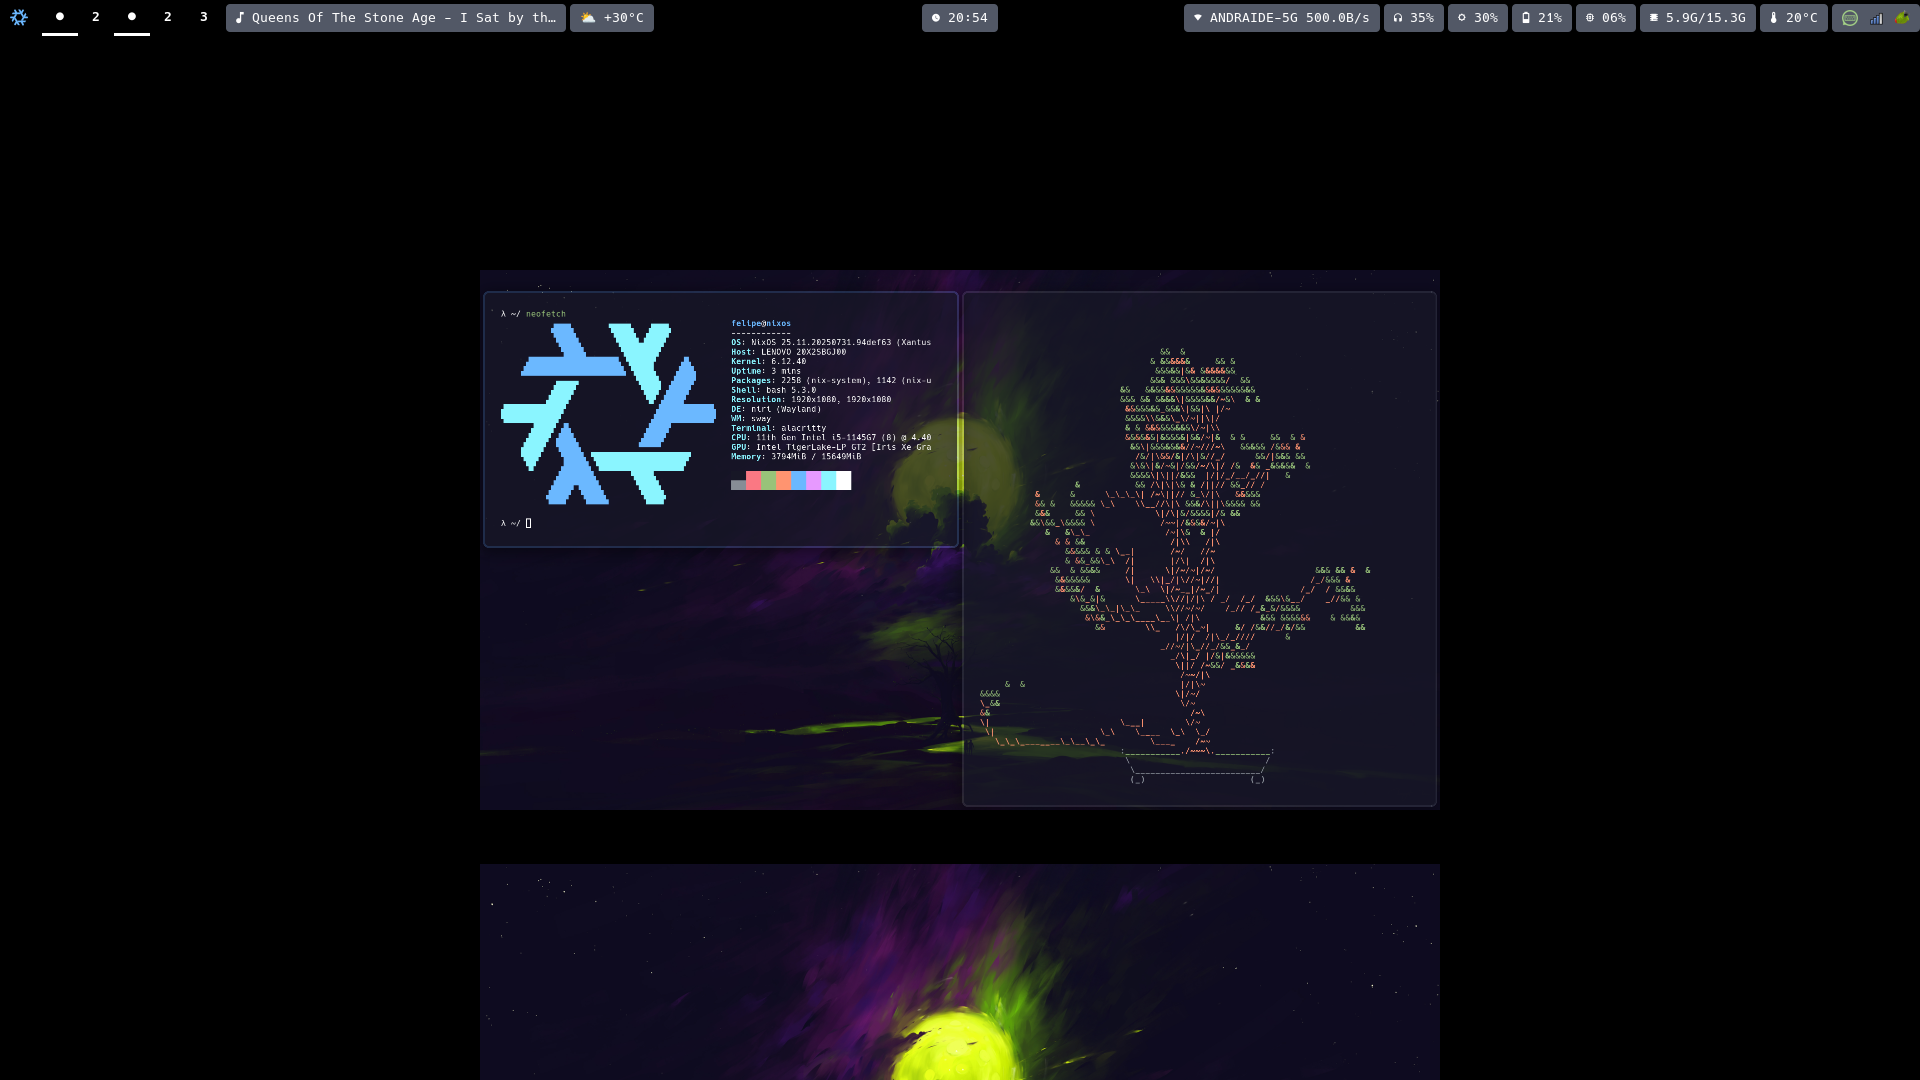 2 2 3 Queens Of The Stone Age – I Sat by th… +30°C 20:54 ANDRAIDE-5G 500.0B/s 35% 30% 21% 06% 5.9G/15.3G 20°C
λ ~/ neofetch
felipe@nixos
------------
OS: NixOS 25.11.20250731.94def63 (Xantus
Host: LENOVO 20X2SBGJ00
Kernel: 6.12.40
Uptime: 3 mins
Packages: 2258 (nix-system), 1142 (nix-u
Shell: bash 5.3.0
Resolution: 1920x1080, 1920x1080
DE: niri (Wayland)
WM: sway
Terminal: alacritty
CPU: 11th Gen Intel i5-1145G7 (8) @ 4.40
GPU: Intel TigerLake-LP GT2 [Iris Xe Gra
Memory: 3794MiB / 15649MiB
λ ~/